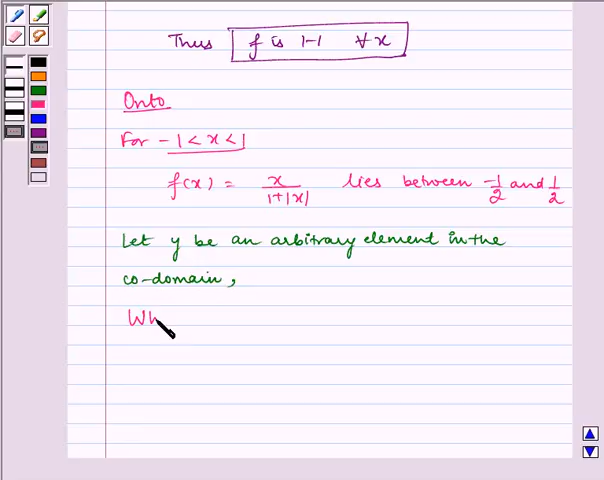 Thus f is 1-1 ∀ x
Onto
For -1 < x < 1
f(x) = x/1+|x| lies between -1/2 and 1/2
Let y be an arbitrary element in the
co-domain,
Wh